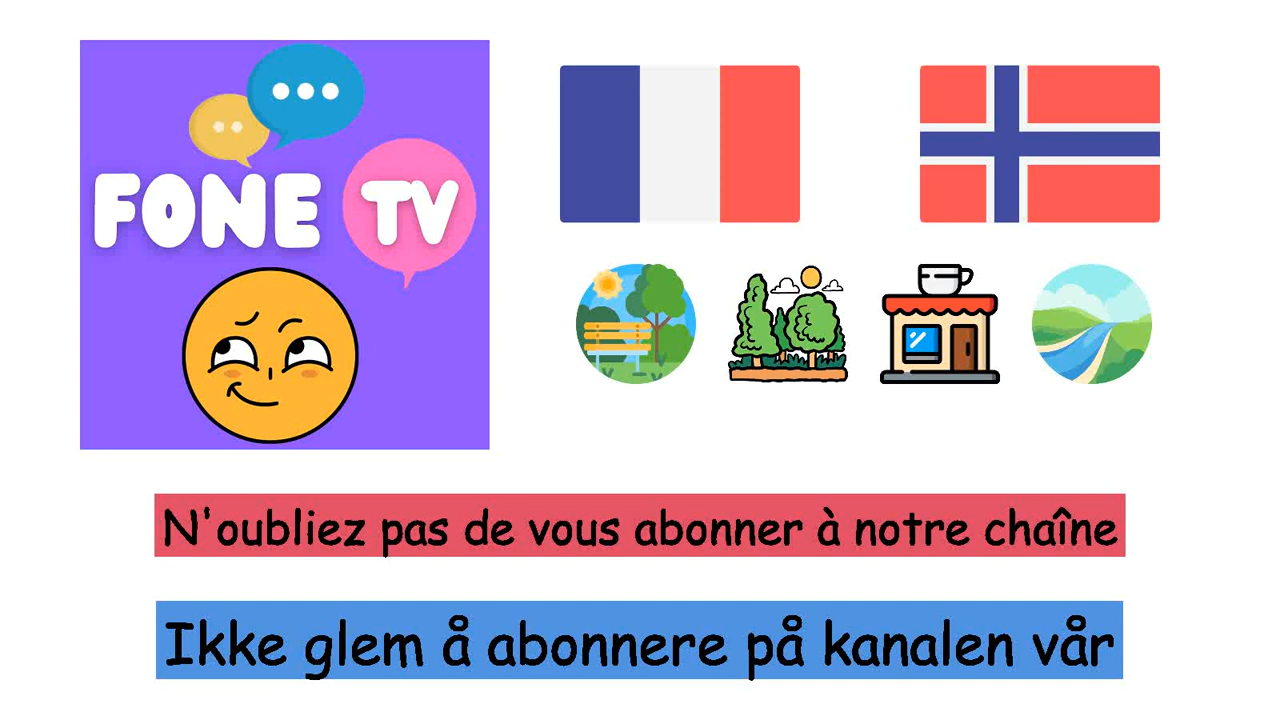 FONE TV
N'oubliez pas de vous abonner à notre chaîne
Ikke glem å abonnere på kanalen vår